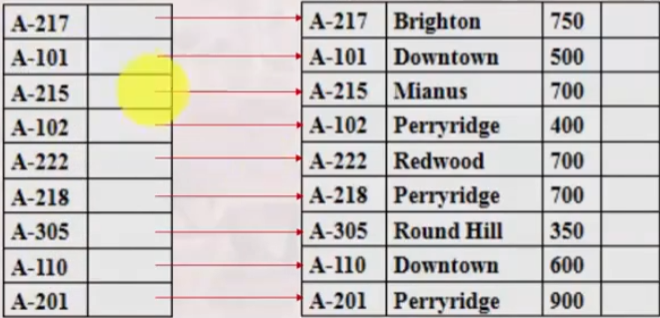 A-217 A-217 Brighton 750
A-101 A-101 Downtown 500
A-215 A-215 Mianus 700
A-102 A-102 Perryridge 400
A-222 A-222 Redwood 700
A-218 A-218 Perryridge 700
A-305 A-305 Round Hill 350
A-110 A-110 Downtown 600
A-201 A-201 Perryridge 900